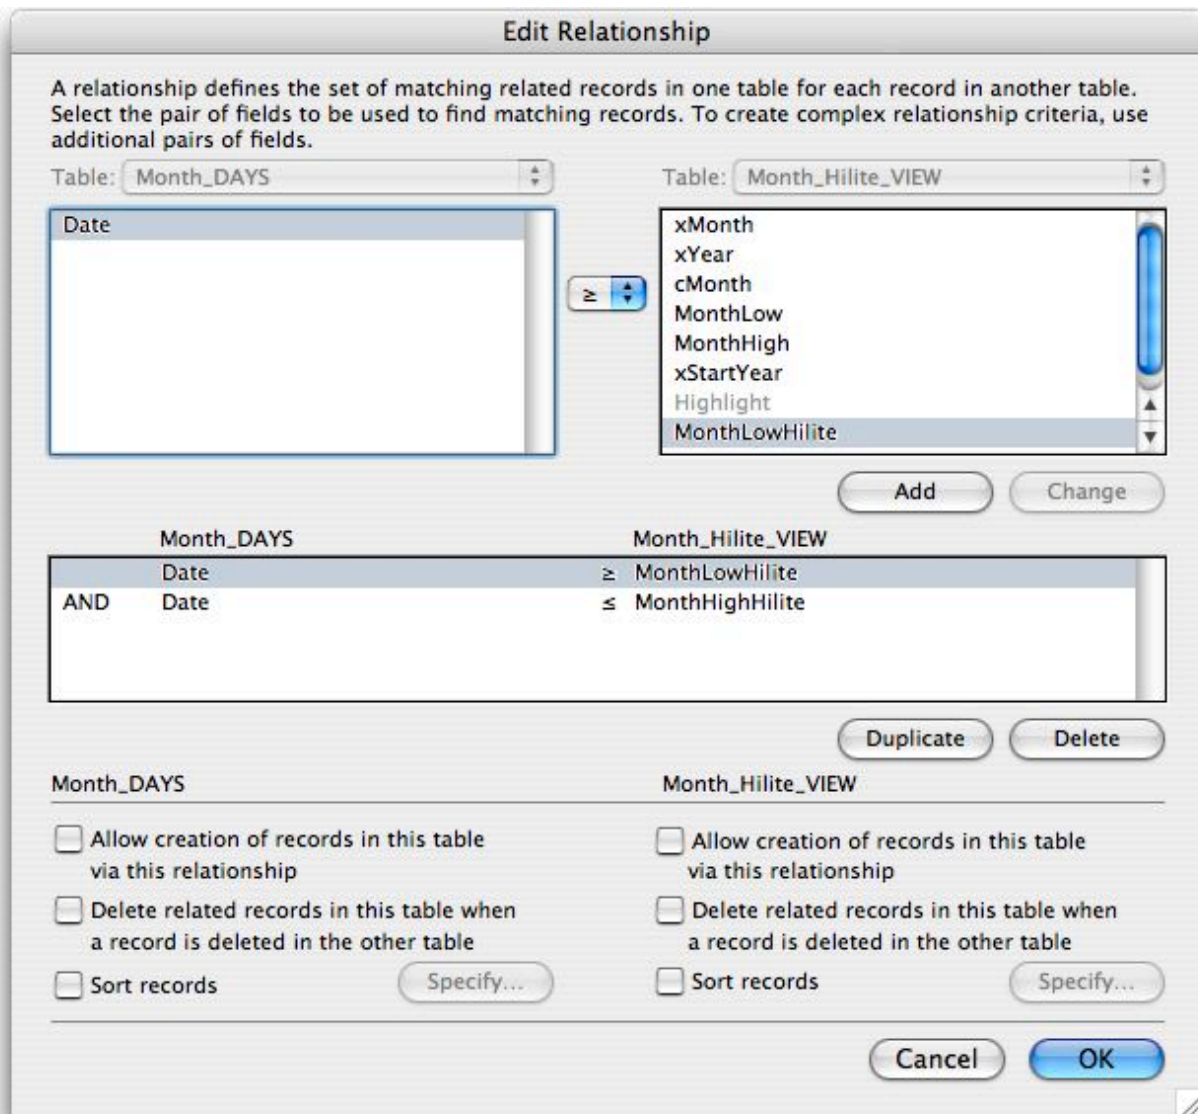 Edit Relationship
A relationship defines the set of matching related records in one table for each record in another table.
Select the pair of fields to be used to find matching records. To create complex relationship criteria, use
additional pairs of fields.
Table: Month_DAYS
Table: Month_Hilite_VIEW
Date
≥
xMonth
xYear
cMonth
MonthLow
MonthHigh
xStartYear
Highlight
MonthLowHilite
Add Change
Month_DAYS Month_Hilite_VIEW
Date ≥ MonthLowHilite
AND Date ≤ MonthHighHilite
Duplicate Delete
Month_DAYS
Allow creation of records in this table
via this relationship
Delete related records in this table when
a record is deleted in the other table
Sort records Specify...
Month_Hilite_VIEW
Allow creation of records in this table
via this relationship
Delete related records in this table when
a record is deleted in the other table
Sort records Specify...
Cancel OK